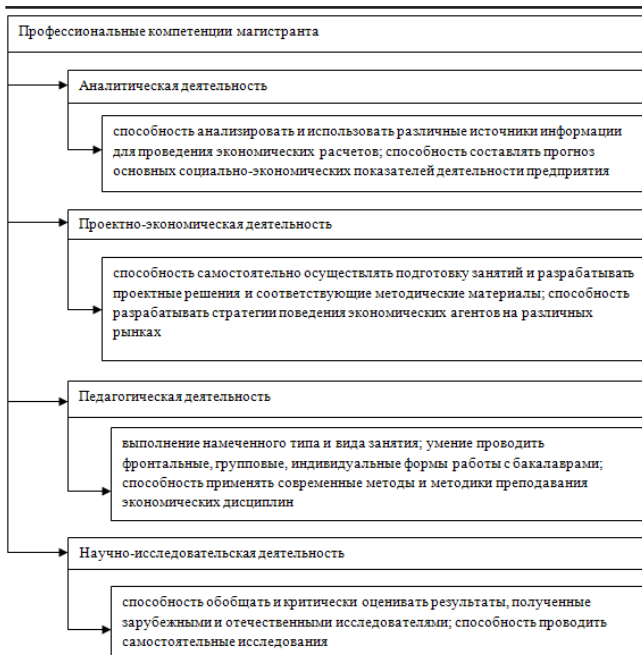 Профессиональные компетенции магистранта
Аналитическая деятельность
способность анализировать и использовать различные источники информации
для проведения экономических расчетов; способность составлять прогноз
основных социально-экономических показателей деятельности предприятия
Проектно-экономическая деятельность
способность самостоятельно осуществлять подготовку занятий и разрабатывать
проектные решения и соответствующие методические материалы; способность
разрабатывать стратегии поведения экономических агентов на различных
рынках
Педагогическая деятельность
выполнение намеченного типа и вида занятия; умение проводить
фронтальные, групповые, индивидуальные формы работы с бакалаврами;
способность применять современные методы и методики преподавания
экономических дисциплин
Научно-исследовательская деятельность
способность обобщать и критически оценивать результаты, полученные
зарубежными и отечественными исследователями; способность проводить
самостоятельные исследования